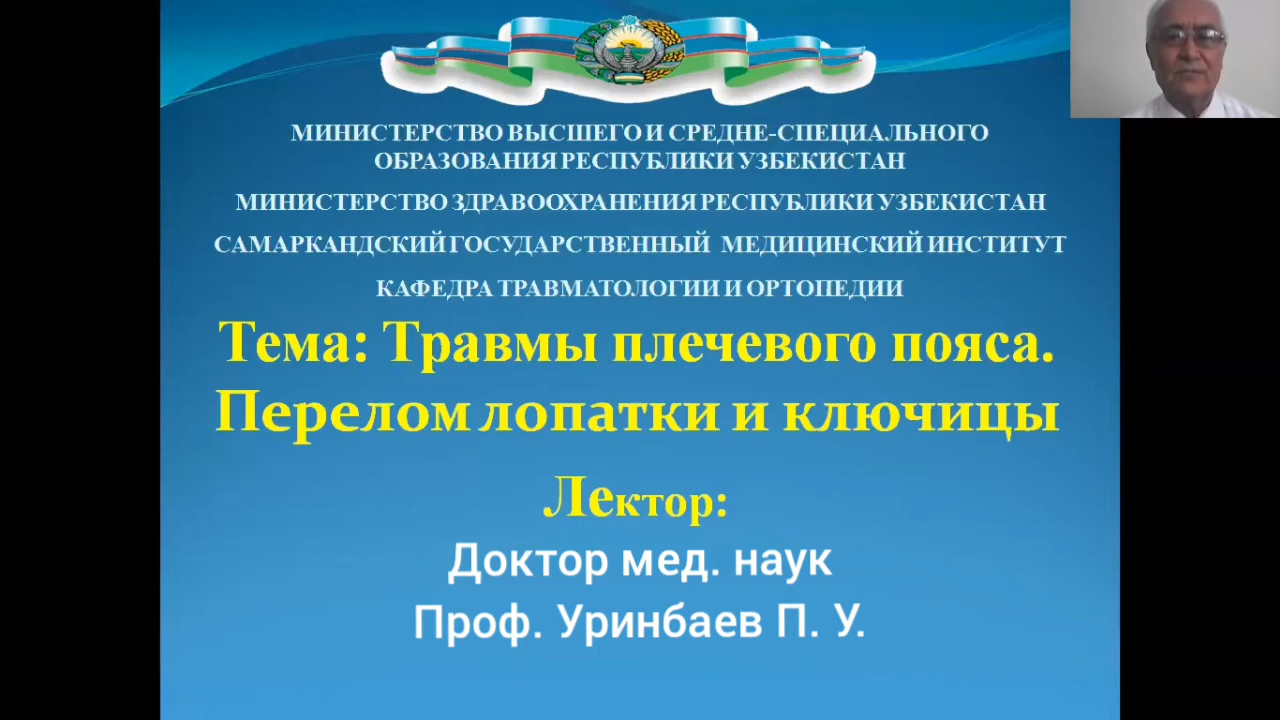 МИНИСТЕРСТВО ВЫСШЕГО И СРЕДНЕ-СПЕЦИАЛЬНОГО
ОБРАЗОВАНИЯ РЕСПУБЛИКИ УЗБЕКИСТАН
МИНИСТЕРСТВО ЗДРАВООХРАНЕНИЯ РЕСПУБЛИКИ УЗБЕКИСТАН
САМАРКАНДСКИЙ ГОСУДАРСТВЕННЫЙ МЕДИЦИНСКИЙ ИНСТИТУТ
КАФЕДРА ТРАВМАТОЛОГИИ И ОРТОПЕДИИ
Тема: Травмы плечевого пояса.
Перелом лопатки и ключицы
Лектор:
Доктор мед. наук
Проф. Уринбаев П. У.